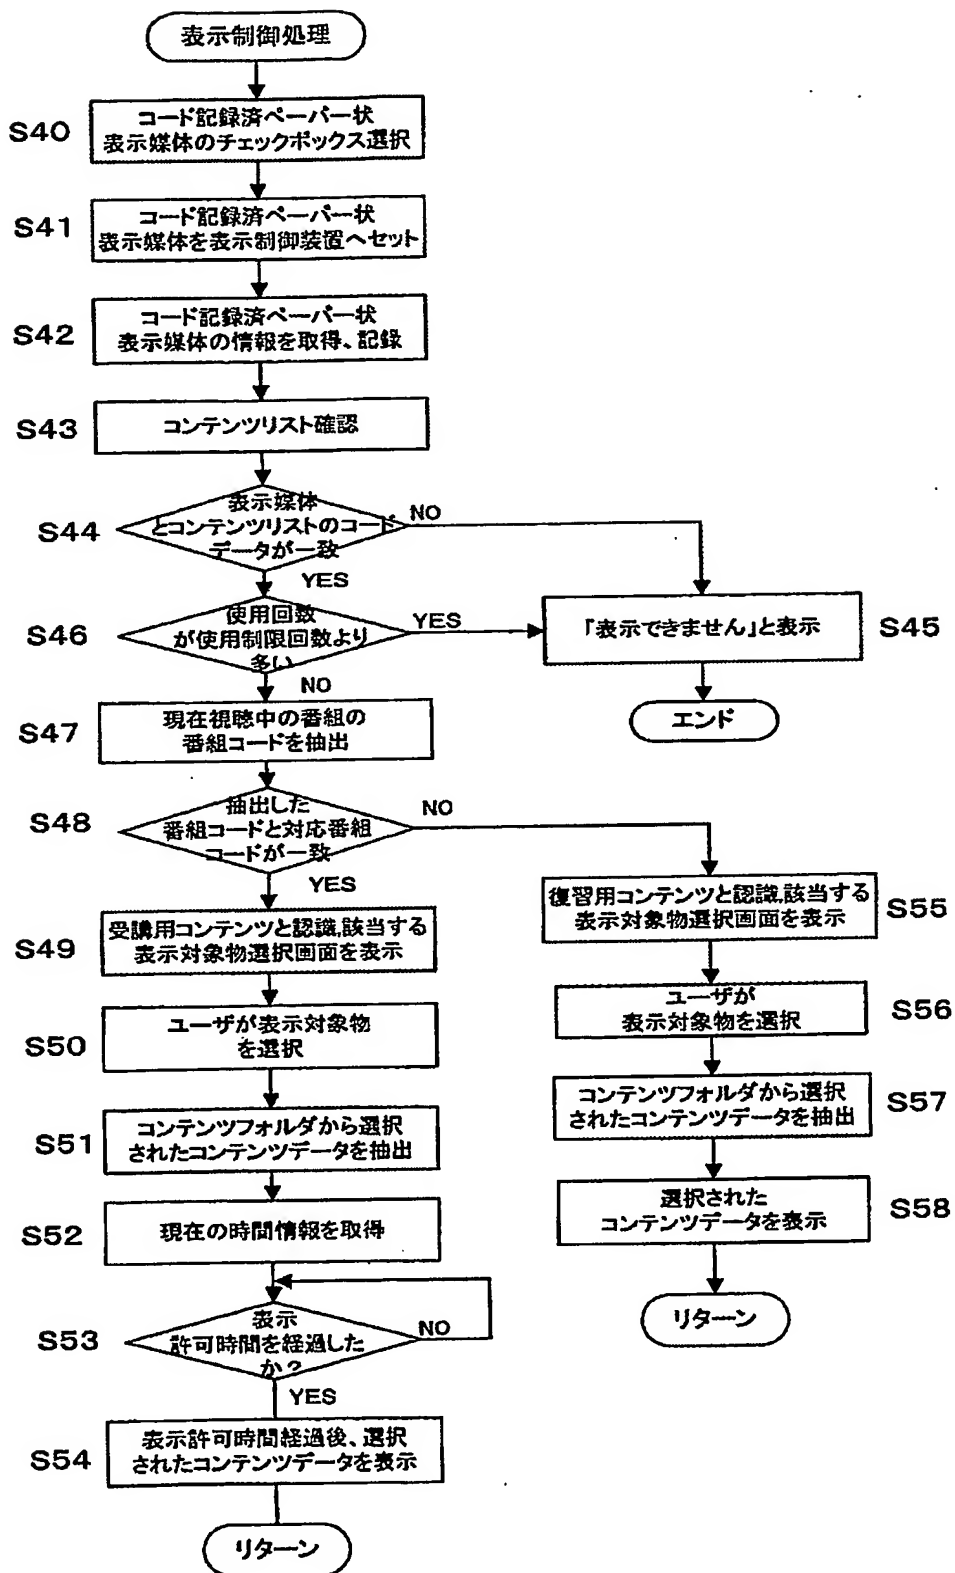 表示制御処理
S40
コード記録済ペーパー状
表示媒体のチェックボックス選択
S41
コード記録済ペーパー状
表示媒体を表示制御装置へセット
S42
コード記録済ペーパー状
表示媒体の情報を取得、記録
S43
コンテンツリスト確認
S44
表示媒体
とコンテンツリストのコード
データが一致
NO
YES
S46
使用回数
が使用制限回数より
多い
YES
NO
「表示できません」と表示
S45
エンド
S47
現在視聴中の番組の
番組コードを抽出
S48
抽出した
番組コードと対応番組
コードが一致
NO
YES
S49
受講用コンテンツと認識,該当する
表示対象物選択画面を表示
S50
ユーザが表示対象物
を選択
S51
コンテンツフォルダから選択
されたコンテンツデータを抽出
S52
現在の時間情報を取得
S53
表示
許可時間を経過した
か?
NO
YES
S54
表示許可時間経過後、選択
されたコンテンツデータを表示
リターン
復習用コンテンツと認識,該当する
表示対象物選択画面を表示
S55
ユーザが
表示対象物を選択
S56
コンテンツフォルダから選択
されたコンテンツデータを抽出
S57
選択された
コンテンツデータを表示
S58
リターン